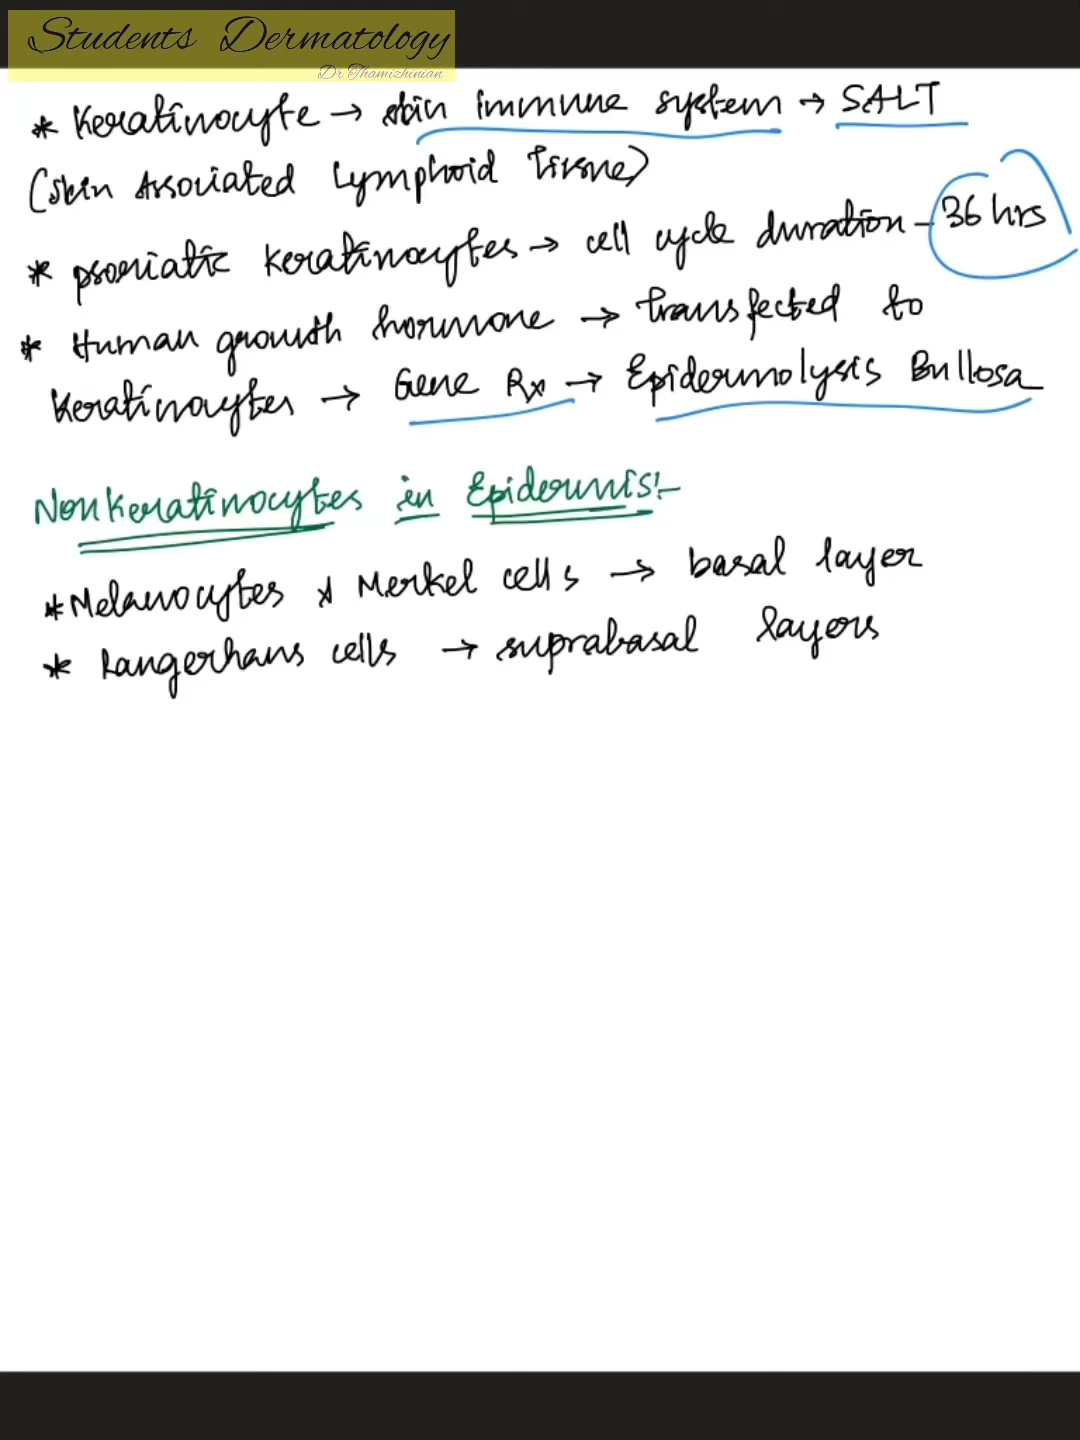 Students Dermatology
Dr Thamizhinian
* Keratinocyte → skin immune system → SALT
(Skin Associated Lymphoid Tissue)
* psoriatic keratinocytes → cell cycle duration - 36 hrs
* Human growth hormone → transfected to
Keratinocytes → Gene Rx → Epidermolysis Bullosa
Nonkeratinocytes in Epidermis:-
* Melanocytes & Merkel cells → basal layer
* Langerhans cells → suprabasal layers